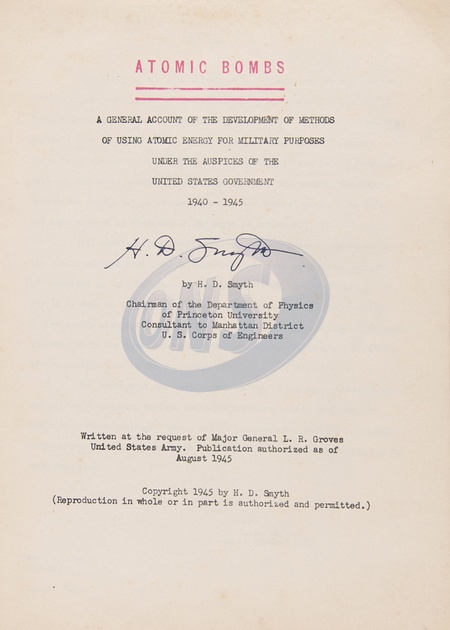 ATOMIC BOMBS
A GENERAL ACCOUNT OF THE DEVELOPMENT OF METHODS
OF USING ATOMIC ENERGY FOR MILITARY PURPOSES
UNDER THE AUSPICES OF THE
UNITED STATES GOVERNMENT
1940 - 1945
H. D. Smyth
by H. D. Smyth
Chairman of the Department of Physics
of Princeton University
Consultant to Manhattan District
U. S. Corps of Engineers
ONS
Written at the request of Major General L. R. Groves
United States Army. Publication authorized as of
August 1945
Copyright 1945 by H. D. Smyth
(Reproduction in whole or in part is authorized and permitted.)